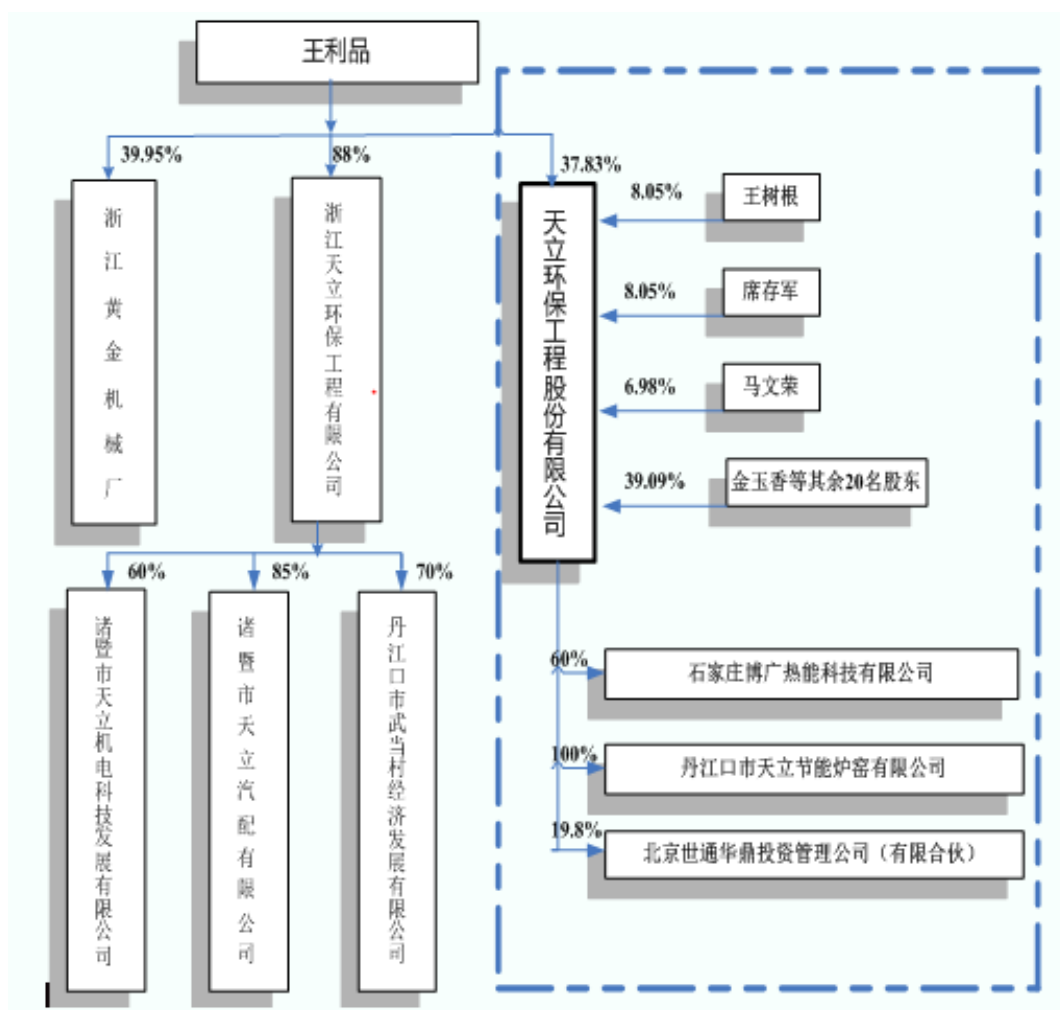 王利品
39.95%
88%
37.83%
浙江黄金机械厂
浙江天立环保工程有限公司
天立环保工程股份有限公司
8.05%
王树根
8.05%
席存军
6.98%
马文荣
39.09%
金玉香等其余20名股东
60%
85%
70%
诸暨市天立机电科技发展有限公司
诸暨市天立汽配有限公司
丹江口市武当村经济发展有限公司
60%
石家庄博广热能科技有限公司
100%
丹江口市天立节能炉窑有限公司
19.8%
北京世通华鼎投资管理公司（有限合伙）